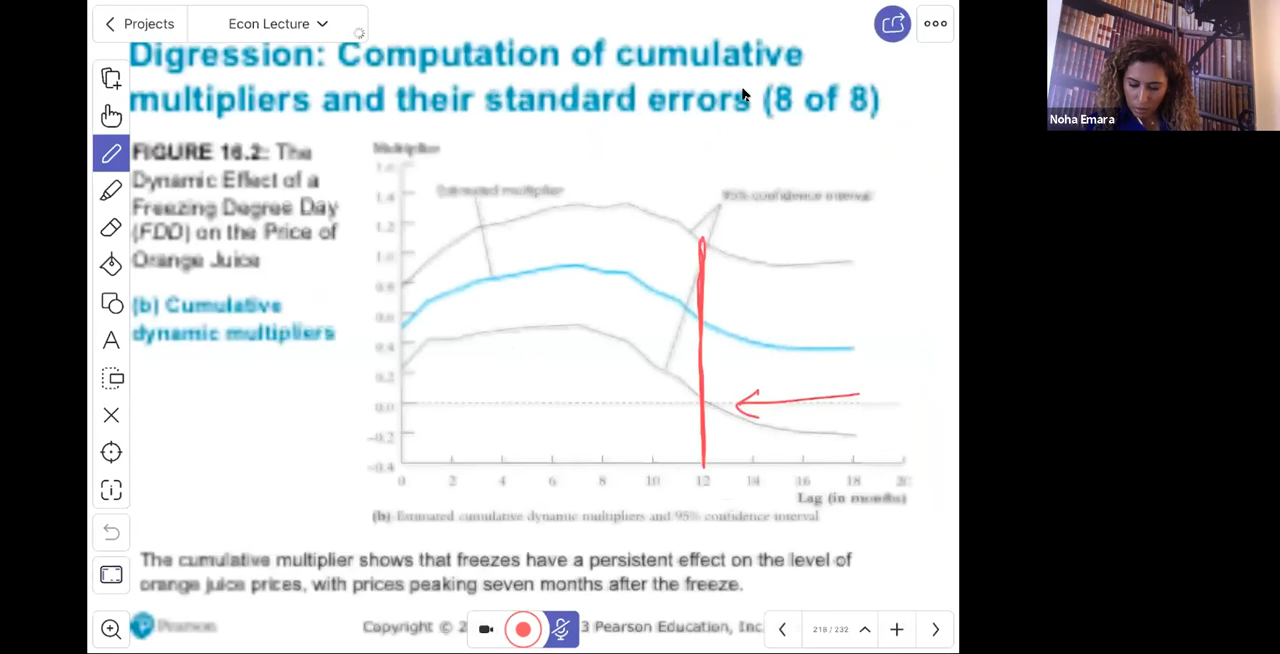 Projects
Econ Lecture
Digression: Computation of cumulative
multipliers and their standard errors (8 of 8)
FIGURE 16.2: The
Dynamic Effect of a
Freezing Degree Day
(FDD) on the Price of
Orange Juice
(b) Cumulative
dynamic multipliers
Multiplier
1.6
1.4
1.2
1.0
0.8
0.6
0.4
0.2
0.0
-0.2
-0.4
Estimated multiplier
95% confidence interval
0 2 4 6 8 10 12 14 16 18 20
Lag (in months)
(b) Estimated cumulative dynamic multipliers and 95% confidence interval
The cumulative multiplier shows that freezes have a persistent effect on the level of
orange juice prices, with prices peaking seven months after the freeze.
Pearson
Copyright © 2
3 Pearson Education, Inc.
218 / 232
Noha Emara
A